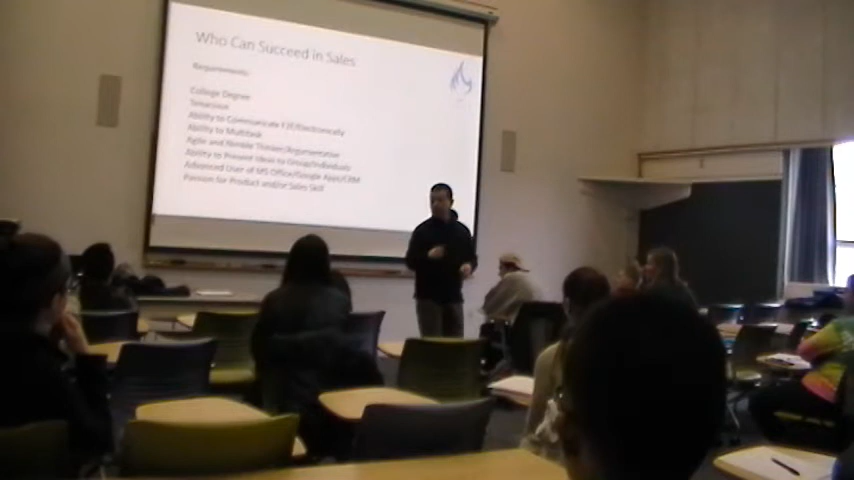 Who Can Succeed in Sales
Requirements:
College Degree
Tenacious
Ability to Communicate F2F/Electronically
Ability to Multitask
Agile and Nimble Thinker/Argumentative
Ability to Present Ideas to Group/Individuals
Advanced User of MS Office/Google Apps/CRM
Passion for Product and/or Sales Skill